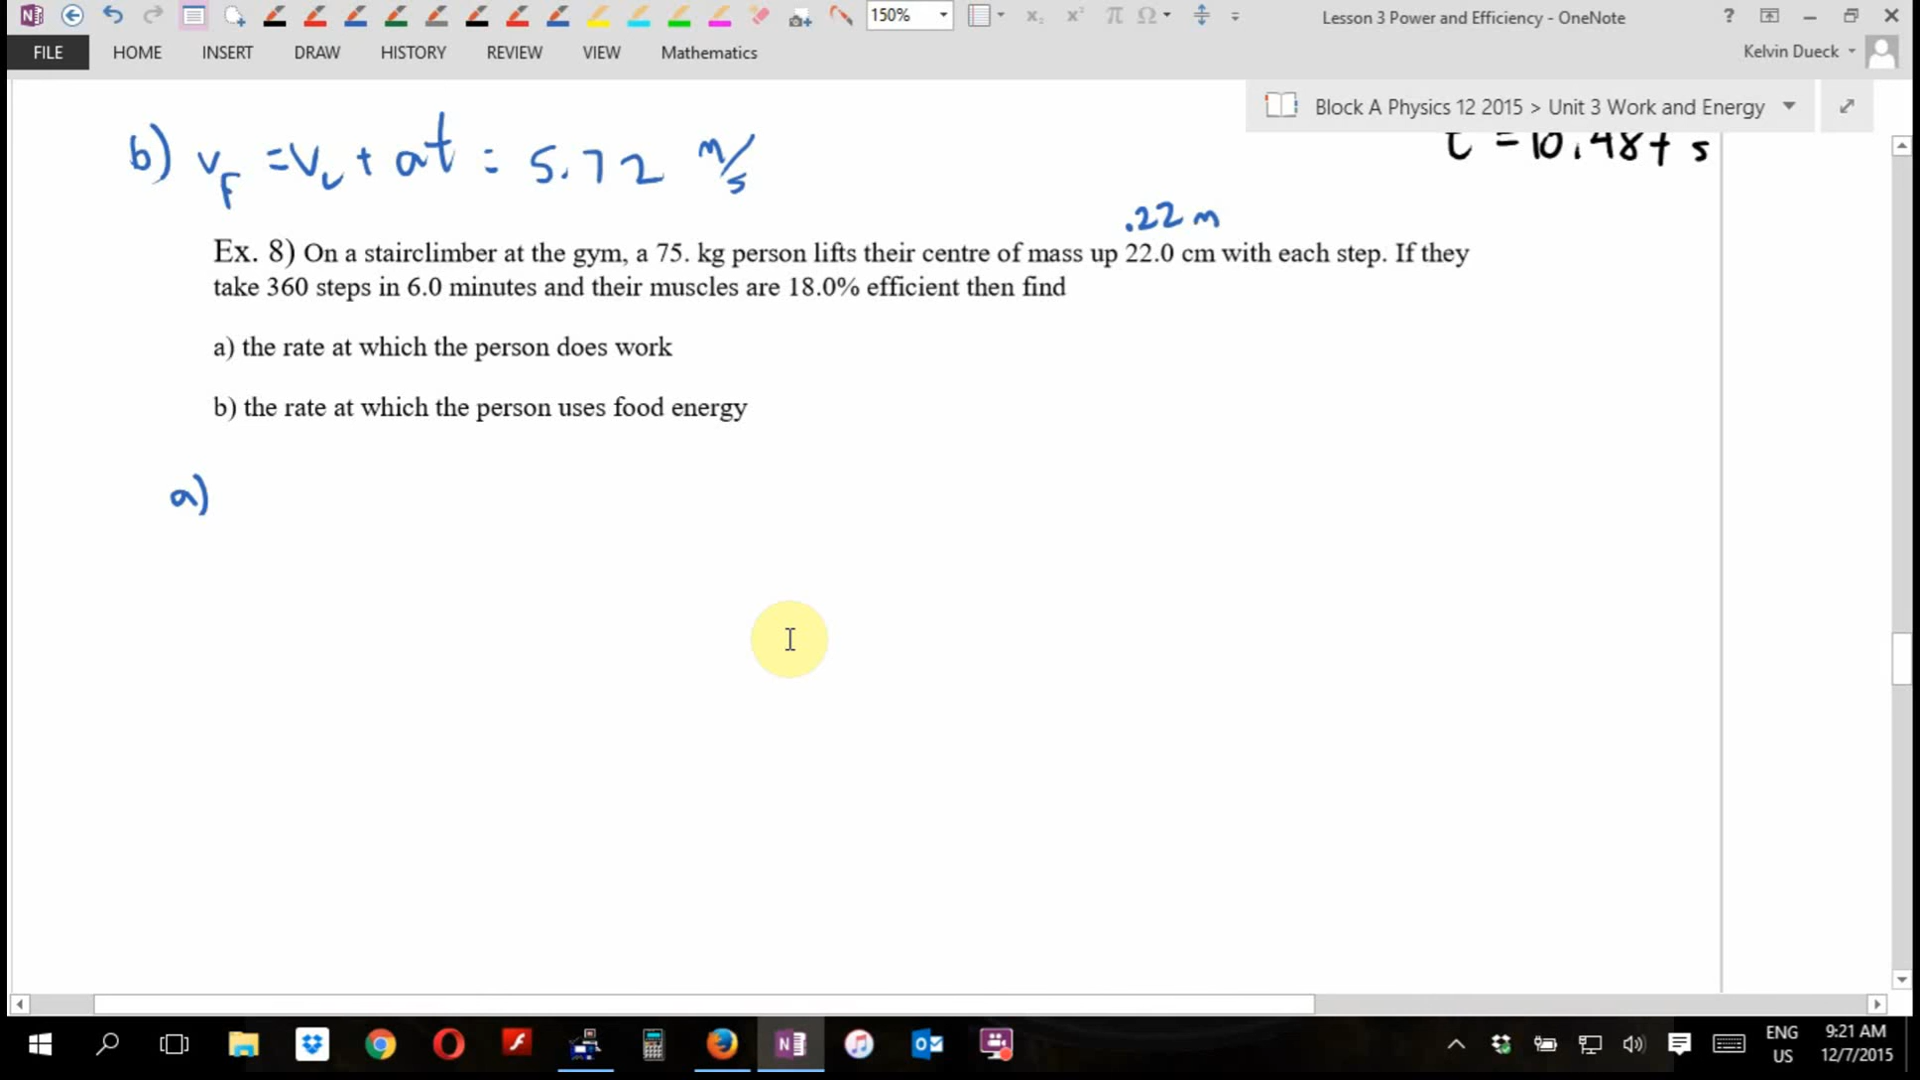 150%
Lesson 3 Power and Efficiency - OneNote
?
FILE HOME INSERT DRAW HISTORY REVIEW VIEW Mathematics
Kelvin Dueck
Block A Physics 12 2015 > Unit 3 Work and Energy
t = 10.487 s
b) vF = vi + at = 5.72 m/s
.22 m
Ex. 8) On a stairclimber at the gym, a 75. kg person lifts their centre of mass up 22.0 cm with each step. If they
take 360 steps in 6.0 minutes and their muscles are 18.0% efficient then find
a) the rate at which the person does work
b) the rate at which the person uses food energy
a)
ENG
US
9:21 AM
12/7/2015